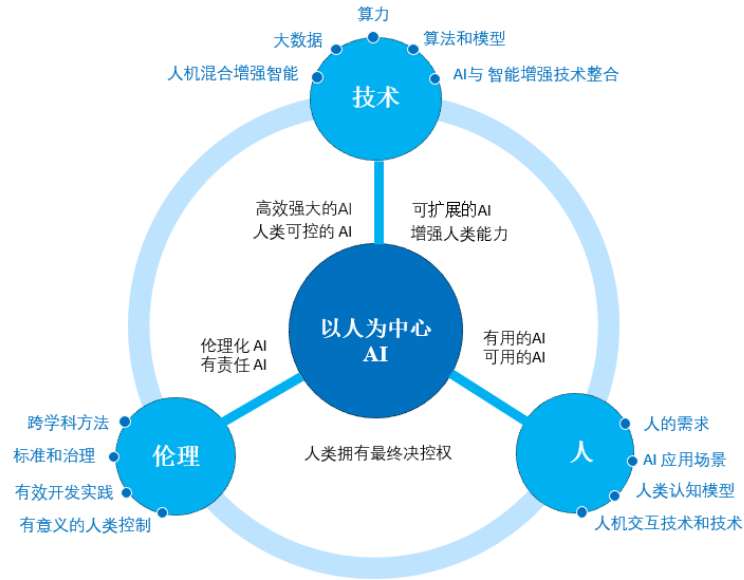 算力
大数据
算法和模型
人机混合增强智能
AI与 智能增强技术整合
技术
高效强大的AI
人类可控的 AI
可扩展的AI
增强人类能力
以人为中心
AI
伦理化 AI
有责任 AI
有用的AI
可用的AI
跨学科方法
标准和治理
有效开发实践
有意义的人类控制
伦理
人类拥有最终决控权
人
人的需求
AI 应用场景
人类认知模型
人机交互技术和技术